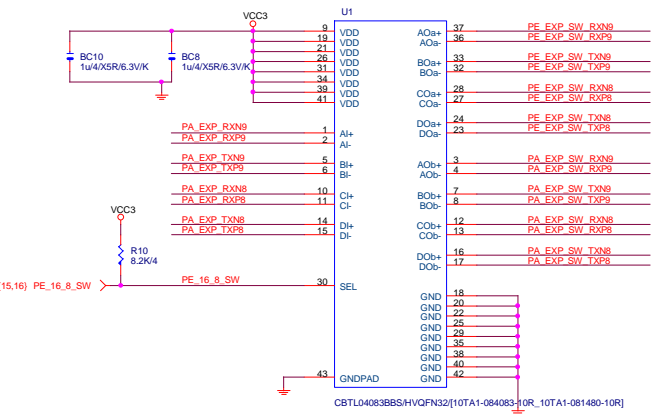 VCC3
U1
BC10
1u/4/X5R/6.3V/K
BC8
1u/4/X5R/6.3V/K
9 VDD
19 VDD
21 VDD
26 VDD
31 VDD
34 VDD
39 VDD
41 VDD
AOa+ 37 PE_EXP_SW_RXN9
AOa- 36 PE_EXP_SW_RXP9
BOa+ 33 PE_EXP_SW_TXN9
BOa- 32 PE_EXP_SW_TXP9
COa+ 28 PE_EXP_SW_RXN8
COa- 27 PE_EXP_SW_RXP8
DOa+ 24 PE_EXP_SW_TXN8
DOa- 23 PE_EXP_SW_TXP8
PA_EXP_RXN9 1 AI+
PA_EXP_RXP9 2 AI-
PA_EXP_TXN9 5 BI+
PA_EXP_TXP9 6 BI-
PA_EXP_RXN8 10 CI+
PA_EXP_RXP8 11 CI-
PA_EXP_TXN8 14 DI+
PA_EXP_TXP8 15 DI-
AOb+ 3 PA_EXP_SW_RXN9
AOb- 4 PA_EXP_SW_RXP9
BOb+ 7 PA_EXP_SW_TXN9
BOb- 8 PA_EXP_SW_TXP9
COb+ 12 PA_EXP_SW_RXN8
COb- 13 PA_EXP_SW_RXP8
DOb+ 16 PA_EXP_SW_TXN8
DOb- 17 PA_EXP_SW_TXP8
VCC3
R10
8.2K/4
15,16) PE_16_8_SW
PE_16_8_SW 30 SEL
GND 18
GND 20
GND 22
GND 25
GND 29
GND 35
GND 38
GND 40
GND 42
43 GNDPAD
CBTL04083BBS/HVQFN32/[10TA1-084083-10R_10TA1-081480-10R]